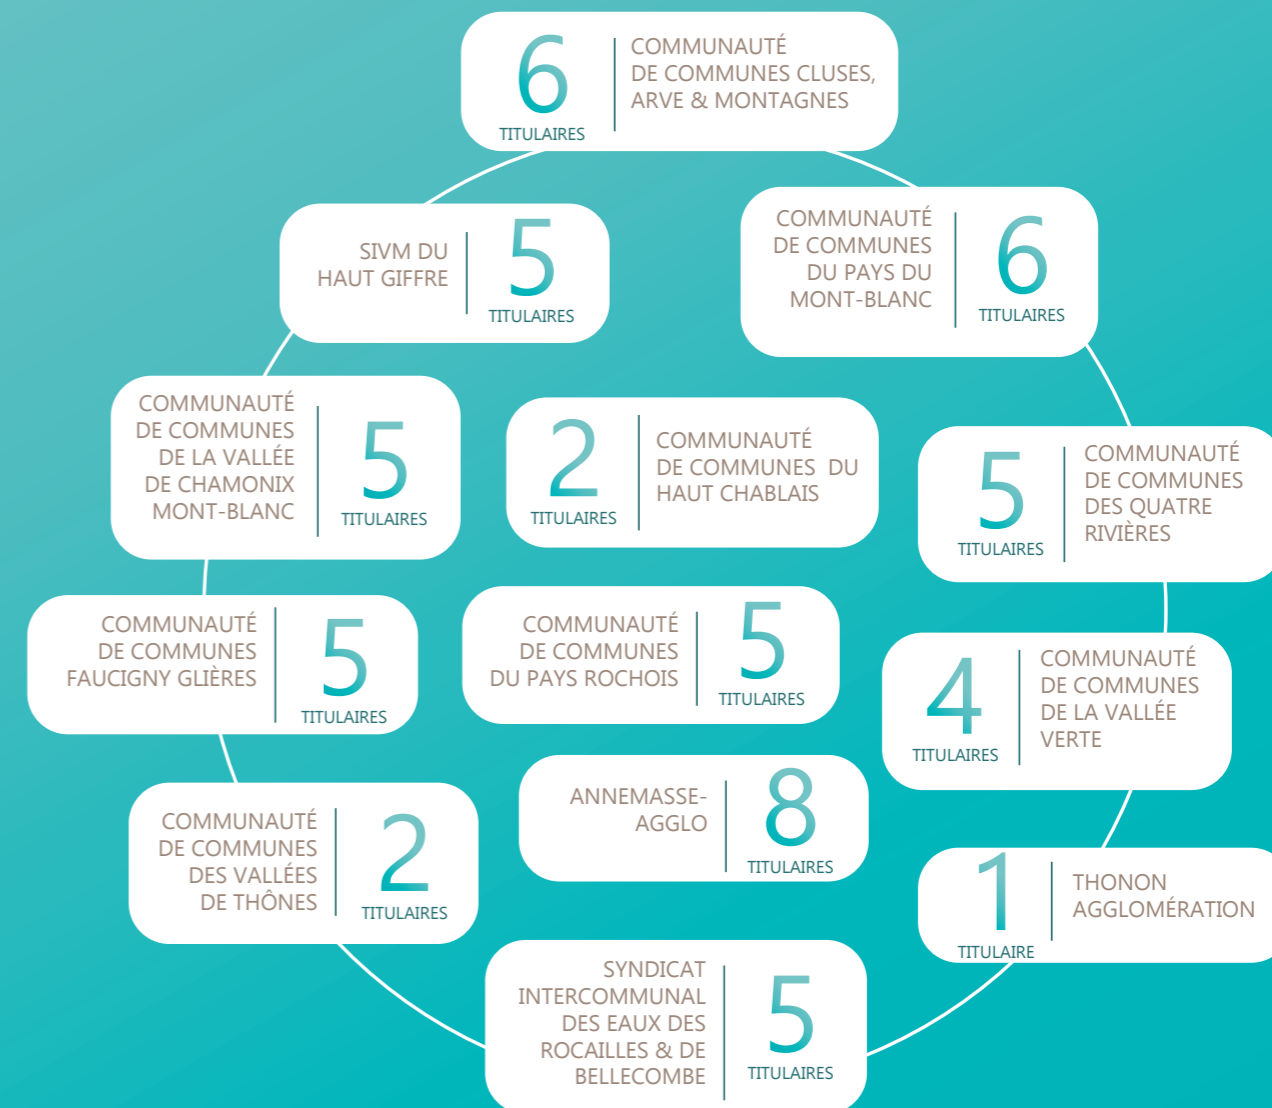 6
TITULAIRES
COMMUNAUTÉ
DE COMMUNES CLUSES,
ARVE & MONTAGNES
SIVM DU
HAUT GIFFRE
5
TITULAIRES
COMMUNAUTÉ
DE COMMUNES
DU PAYS DU
MONT-BLANC
6
TITULAIRES
COMMUNAUTÉ
DE COMMUNES
DE LA VALLÉE
DE CHAMONIX
MONT-BLANC
5
TITULAIRES
2
TITULAIRES
COMMUNAUTÉ
DE COMMUNES DU
HAUT CHABLAIS
5
TITULAIRES
COMMUNAUTÉ
DE COMMUNES
DES QUATRE
RIVIÈRES
COMMUNAUTÉ
DE COMMUNES
FAUCIGNY GLIÈRES
5
TITULAIRES
COMMUNAUTÉ
DE COMMUNES
DU PAYS ROCHOIS
5
TITULAIRES
4
TITULAIRES
COMMUNAUTÉ
DE COMMUNES
DE LA VALLÉE
VERTE
COMMUNAUTÉ
DE COMMUNES
DES VALLÉES
DE THÔNES
2
TITULAIRES
ANNEMASSE-
AGGLO
8
TITULAIRES
1
TITULAIRE
THONON
AGGLOMÉRATION
SYNDICAT
INTERCOMMUNAL
DES EAUX DES
ROCAILLES & DE
BELLECOMBE
5
TITULAIRES